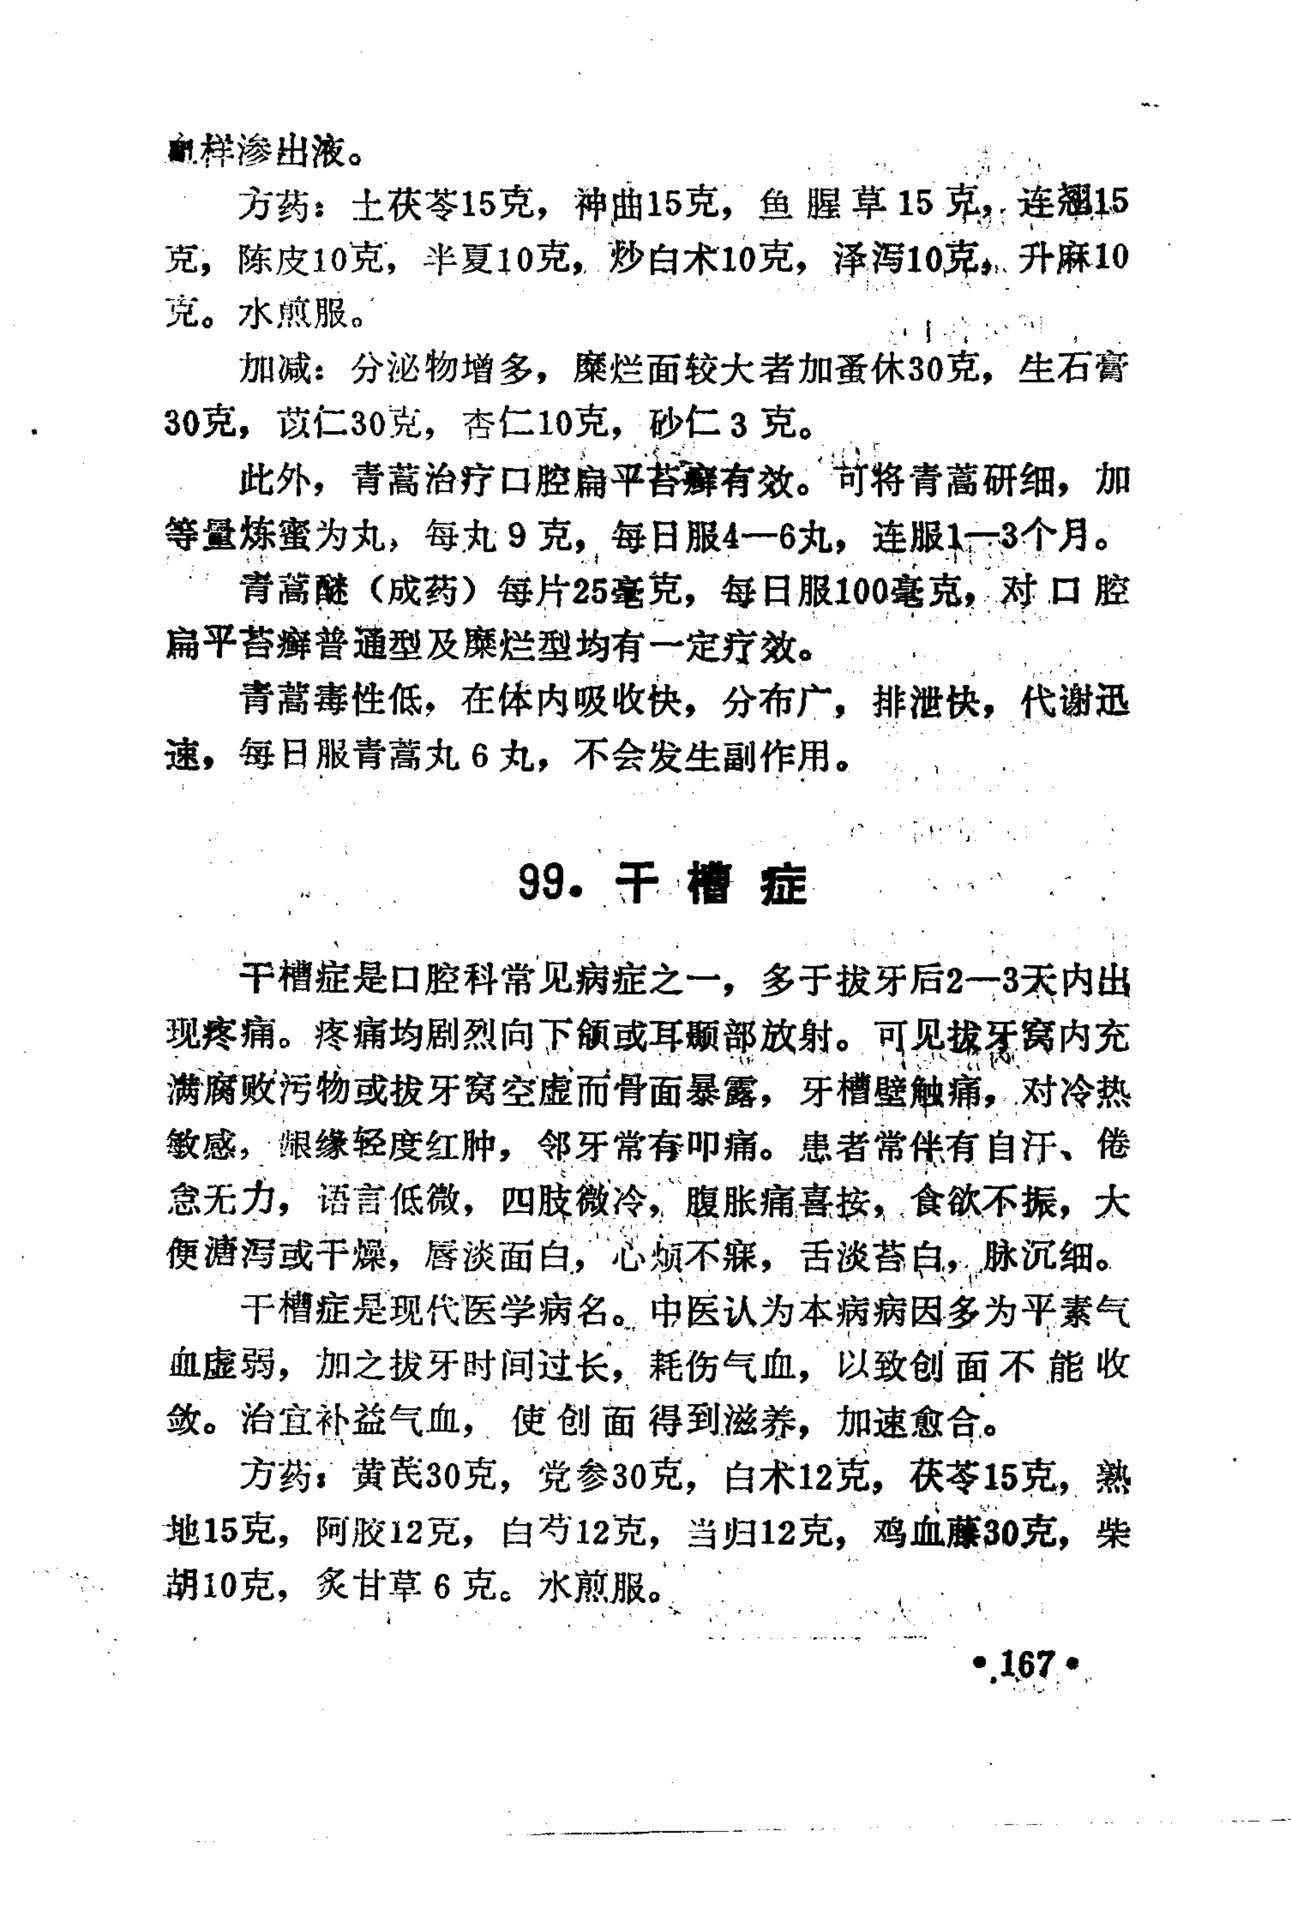 样渗出液。
方药：土茯苓15克，神曲15克，鱼腥草15克，连翘15
克，陈皮10克，半夏10克，炒白术10克，泽泻10克，升麻10
克。水煎服。
加减：分泌物增多，糜烂面较大者加蚤休30克，生石膏
30克，苡仁30克，杏仁10克，砂仁3克。
此外，青蒿治疗口腔扁平苔癣有效。可将青蒿研细，加
等量炼蜜为丸，每丸9克，每日服4—6丸，连服1—3个月。
青蒿醚（成药）每片25毫克，每日服100毫克，对口腔
扁平苔癣普通型及糜烂型均有一定疗效。
青蒿毒性低，在体内吸收快，分布广，排泄快，代谢迅
速，每日服青蒿丸6丸，不会发生副作用。
99.干槽症
干槽症是口腔科常见病症之一，多于拔牙后2—3天内出
现疼痛。疼痛均剧烈向下颌或耳颞部放射。可见拔牙窝内充
满腐败污物或拔牙窝空虚而骨面暴露，牙槽壁触痛，对冷热
敏感，龈缘轻度红肿，邻牙常有叩痛。患者常伴有自汗、倦
怠无力，语言低微，四肢微冷，腹胀痛喜按，食欲不振，大
便溏泻或干燥，唇淡面白，心烦不寐，舌淡苔白，脉沉细。
干槽症是现代医学病名。中医认为本病病因多为平素气
血虚弱，加之拔牙时间过长，耗伤气血，以致创面不能收
敛。治宜补益气血，使创面得到滋养，加速愈合。
方药：黄芪30克，党参30克，白术12克，茯苓15克，熟
地15克，阿胶12克，白芍12克，当归12克，鸡血藤30克，柴
胡10克，炙甘草6克。水煎服。
•167•